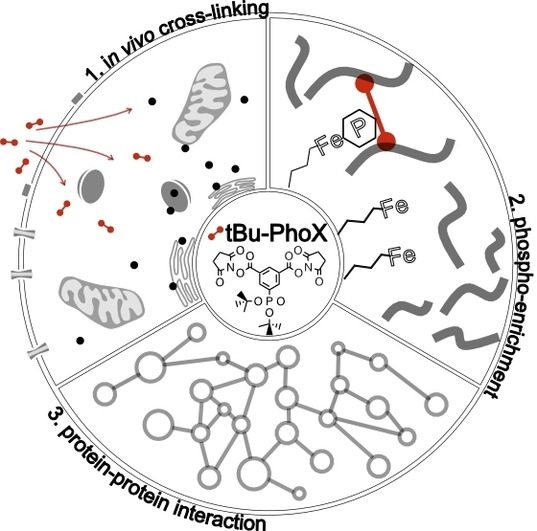 1. in vivo cross-linking
2. phospho-enrichment
3. protein-protein interaction
Fe
P
Fe
Fe
tBu-PhoX
O
O
O
O
N
O
O
N
O
O
O
P
O
O